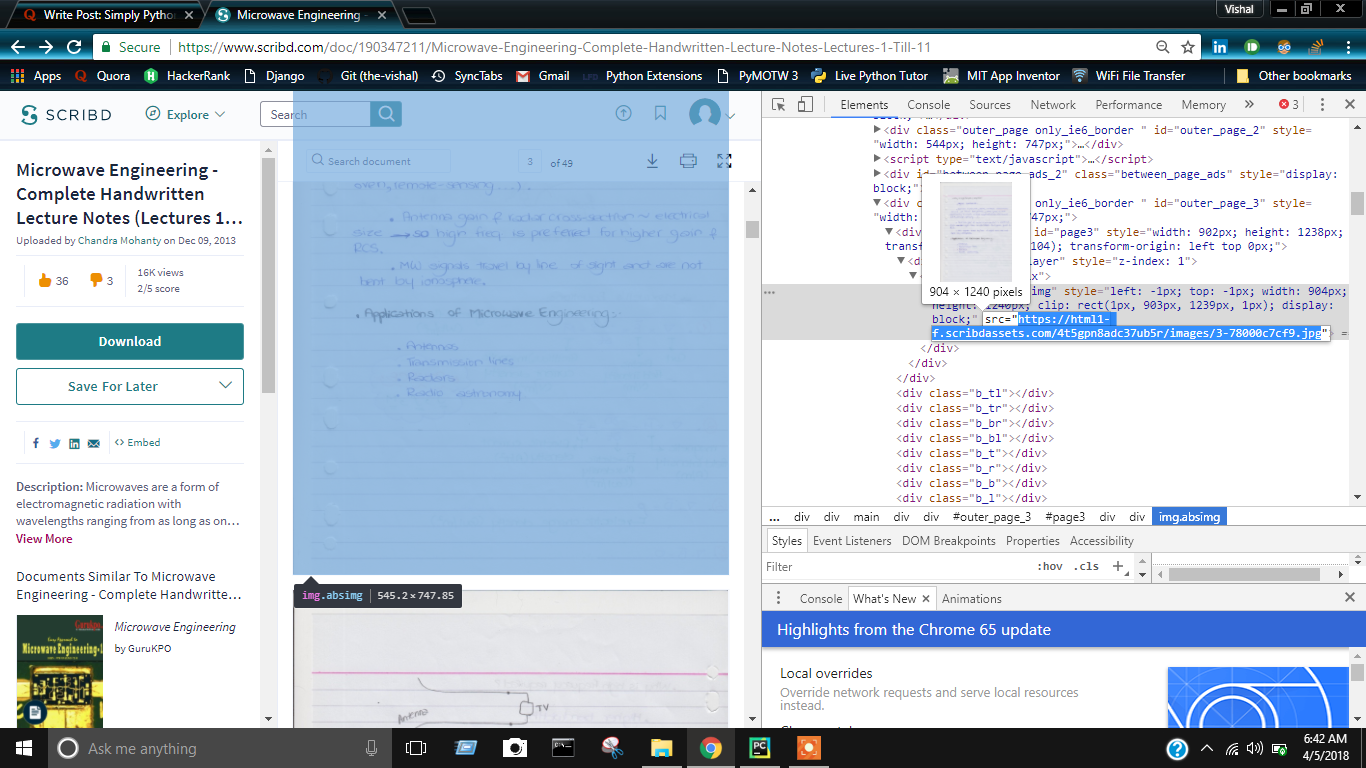 Write Post: Simply Pytho
Microwave Engineering -
Vishal
Secure
https://www.scribd.com/doc/190347211/Microwave-Engineering-Complete-Handwritten-Lecture-Notes-Lectures-1-Till-11
Apps
Quora
HackerRank
Django
Git (the-vishal)
SyncTabs
Gmail
Python Extensions
PyMOTW 3
Live Python Tutor
MIT App Inventor
WiFi File Transfer
Other bookmarks
SCRIBD
Explore
Search
Search document
3
of 49
Microwave Engineering -
Complete Handwritten
Lecture Notes (Lectures 1...
Uploaded by Chandra Mohanty on Dec 09, 2013
36
3
16K views
2/5 score
Download
Save For Later
<> Embed
Description: Microwaves are a form of
electromagnetic radiation with
wavelengths ranging from as long as on...
View More
Documents Similar To Microwave
Engineering - Complete Handwritte...
Microwave Engineering
by GuruKPO
oven, remote-sensing ....).
. Antenna gain & radar cross-section ~ electrical
size → so high freq. is preferred for higher gain &
RCS.
. MW signals travel by line of sight and are not
bent by ionosphere.
. Applications of Microwave Engineering:-
. Antennas
. Transmission lines
. Radars
. Radio astronomy
img.absimg | 545.2×747.85
Antenna
TV
Elements
Console
Sources
Network
Performance
Memory
»
3
<div class="outer_page only_ie6_border " id="outer_page_2" style=
"width: 544px; height: 747px;">…</div>
<script type="text/javascript">…</script>
<div id="between_page_ads_2" class="between_page_ads" style="display:
block;"
only_ie6_border " id="outer_page_3" style=
"width:
747px;">
<div
id="page3" style="width: 902px; height: 1238px;
transf
104); transform-origin: left top 0px;">
<div
layer" style="z-index: 1">
904 × 1240 pixels
img" style="left: -1px; top: -1px; width: 904px;
height: 1240px; clip: rect(1px, 903px, 1239px, 1px); display:
block;" src="https://html1-
f.scribdassets.com/4t5gpn8adc37ub5r/images/3-78000c7cf9.jpg"
</div>
</div>
</div>
<div class="b_tl"></div>
<div class="b_tr"></div>
<div class="b_br"></div>
<div class="b_bl"></div>
<div class="b_t"></div>
<div class="b_r"></div>
<div class="b_b"></div>
<div class="b_l"></div>
... div div main div div #outer_page_3 #page3 div div img.absimg
Styles
Event Listeners
DOM Breakpoints
Properties
Accessibility
Filter
:hov .cls +
Console
What's New
Animations
Highlights from the Chrome 65 update
Local overrides
Override network requests and serve local resources
instead.
Ask me anything
6:42 AM
4/5/2018